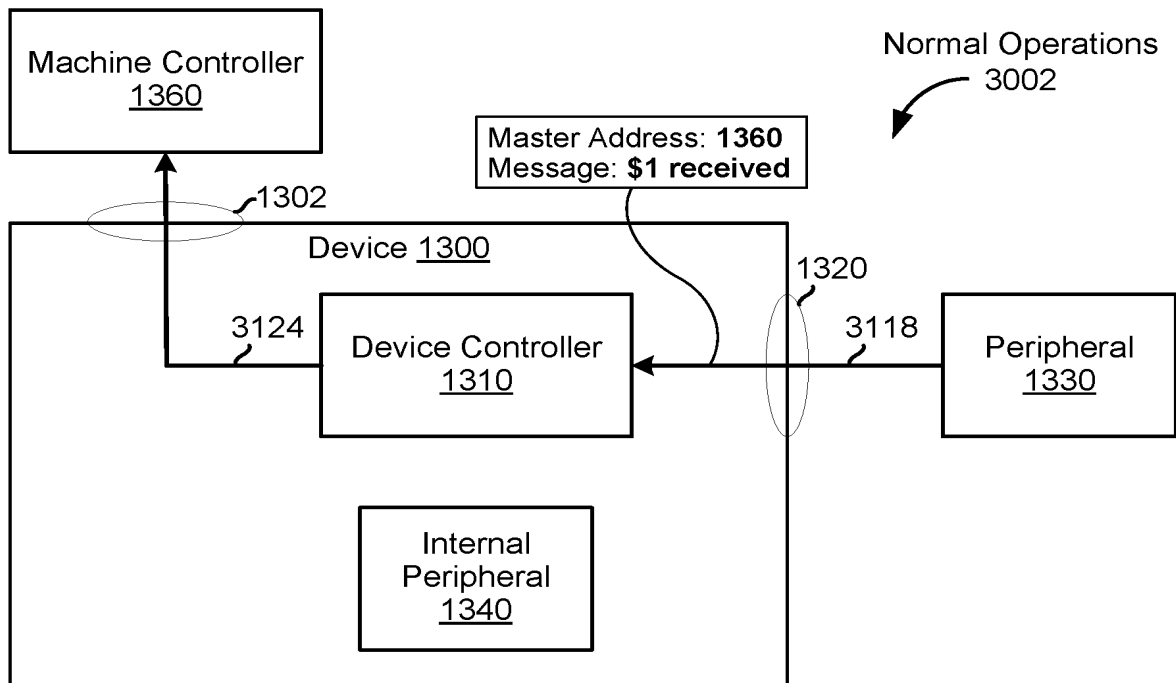 Machine Controller
1360
Normal Operations
3002
Master Address: 1360
Message: $1 received
1302
Device 1300
1320
3124
Device Controller
1310
3118
Peripheral
1330
Internal
Peripheral
1340